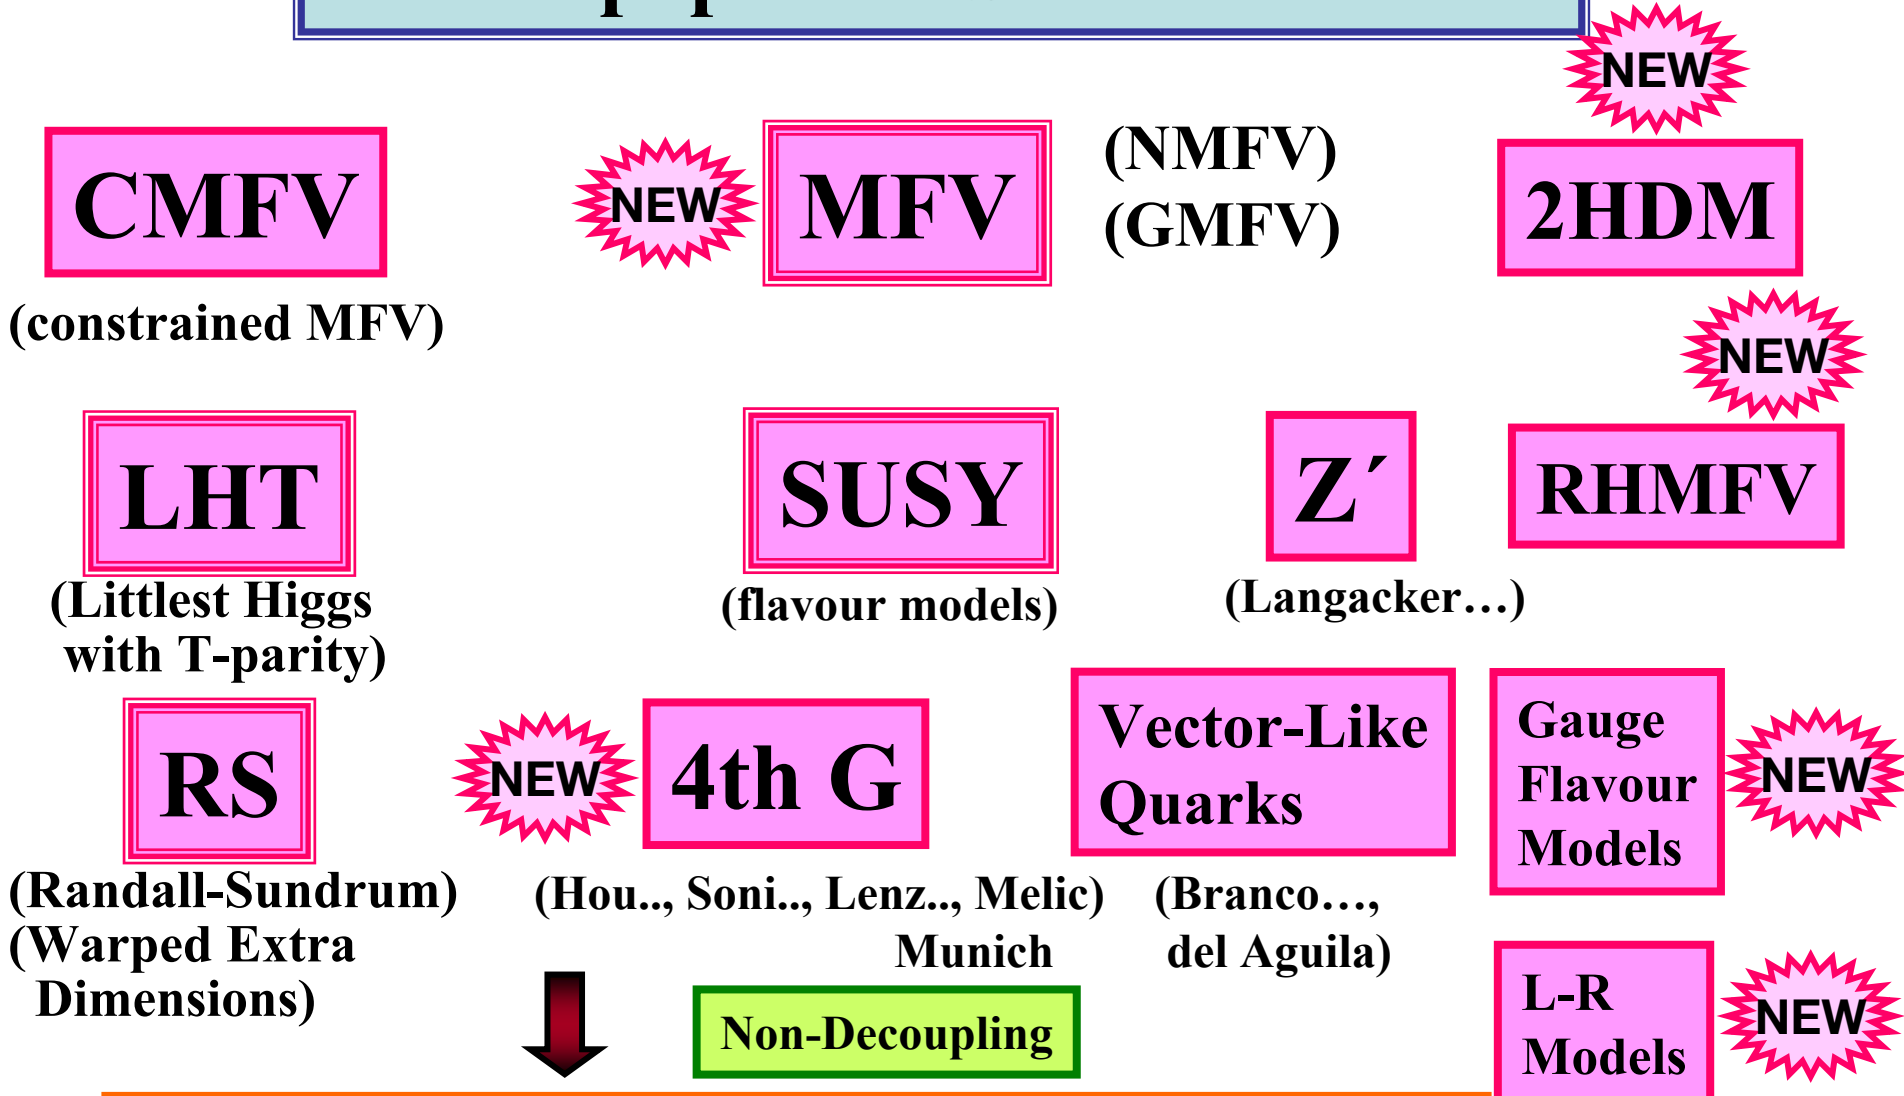 NEW
CMFV
NEW
MFV
(NMFV)
(GMFV)
2HDM
(constrained MFV)
NEW
LHT
SUSY
Z´
RHMFV
(Littlest Higgs
with T-parity)
(flavour models)
(Langacker…)
RS
NEW
4th G
Vector-Like
Quarks
Gauge
Flavour
Models
NEW
(Randall-Sundrum)
(Warped Extra
Dimensions)
(Hou.., Soni.., Lenz.., Melic)
Munich
(Branco…,
del Aguila)
Non-Decoupling
L-R
Models
NEW